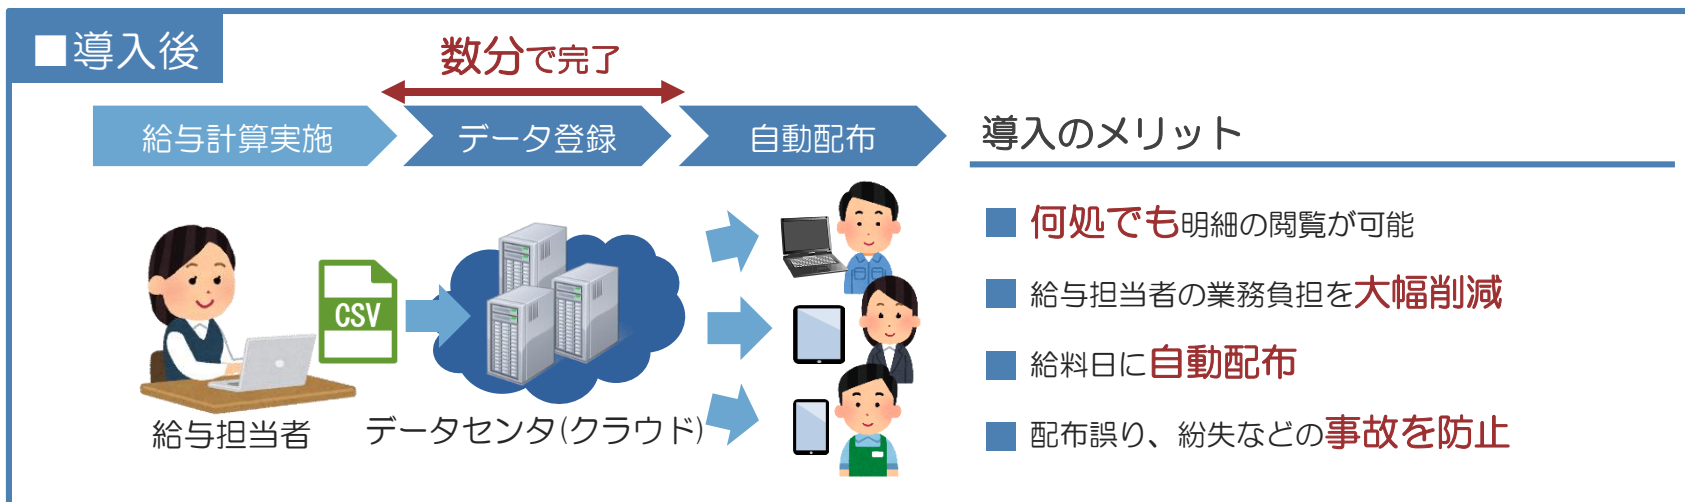 ■導入後
数分で完了
給与計算実施
データ登録
自動配布
CSV
給与担当者
データセンタ(クラウド)
導入のメリット
■ 何処でも明細の閲覧が可能
■ 給与担当者の業務負担を大幅削減
■ 給料日に自動配布
■ 配布誤り、紛失などの事故を防止